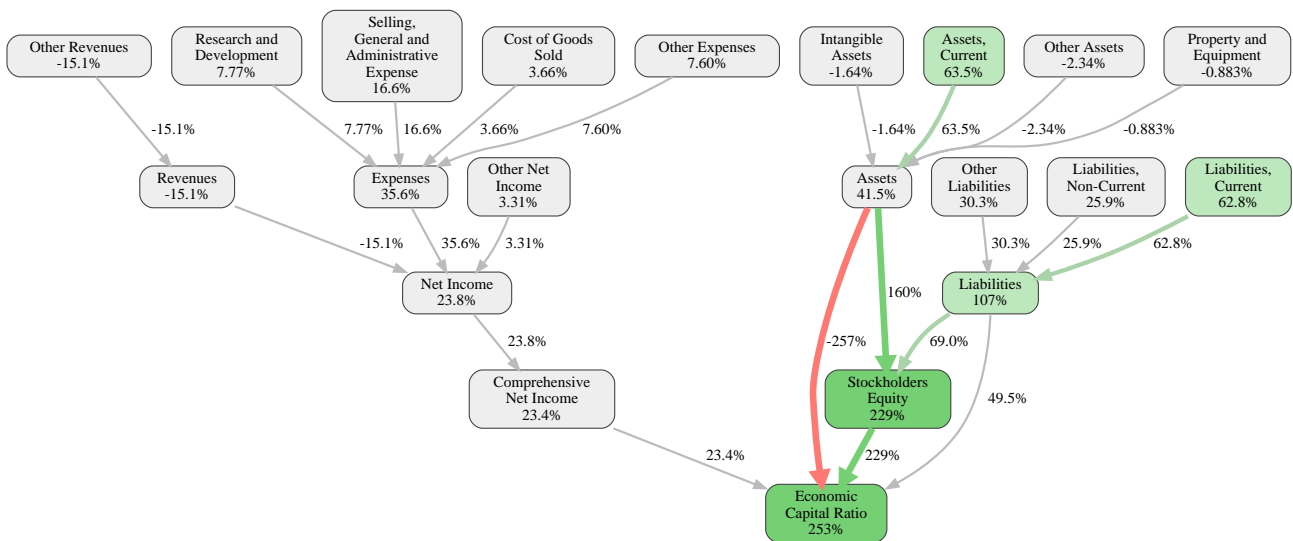 Other Revenues
-15.1%
Research and
Development
7.77%
Selling,
General and
Administrative
Expense
16.6%
Cost of Goods
Sold
3.66%
Other Expenses
7.60%
Intangible
Assets
-1.64%
Assets,
Current
63.5%
Other Assets
-2.34%
Property and
Equipment
-0.883%
-15.1%
7.77%
16.6%
3.66%
7.60%
-1.64%
63.5%
-2.34%
-0.883%
Revenues
-15.1%
Expenses
35.6%
Other Net
Income
3.31%
Assets
41.5%
Other
Liabilities
30.3%
Liabilities,
Non-Current
25.9%
Liabilities,
Current
62.8%
-15.1%
35.6%
3.31%
30.3%
25.9%
62.8%
Net Income
23.8%
160%
Liabilities
107%
23.8%
-257%
69.0%
Comprehensive
Net Income
23.4%
Stockholders
Equity
229%
49.5%
23.4%
229%
Economic
Capital Ratio
253%